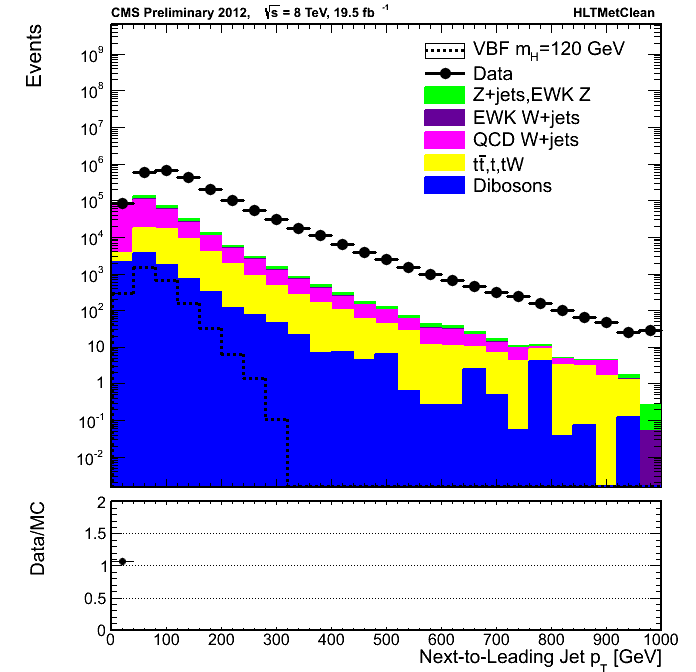 CMS Preliminary 2012, √s = 8 TeV, 19.5 fb⁻¹ HLTMetClean
Events
VBF m_H=120 GeV
Data
Z+jets,EWK Z
EWK W+jets
QCD W+jets
tt̄,t,tW
Dibosons
10⁹
10⁸
10⁷
10⁶
10⁵
10⁴
10³
10²
10
1
10⁻¹
10⁻²
Data/MC
2
1.5
1
0.5
0
0 100 200 300 400 500 600 700 800 900 1000
Next-to-Leading Jet p_T [GeV]